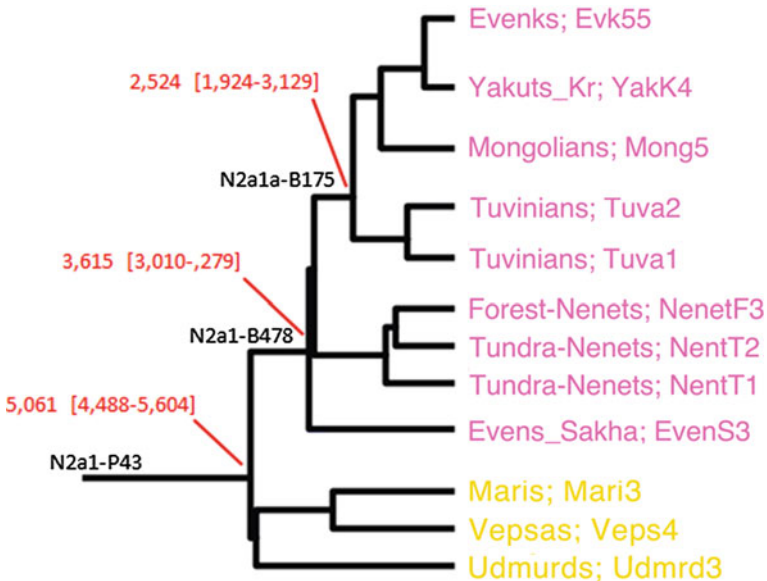 Evenks; Evk55
2,524 [1,924-3,129]
Yakuts_Kr; YakK4
Mongolians; Mong5
N2a1a-B175
Tuvinians; Tuva2
3,615 [3,010-,279]
Tuvinians; Tuva1
Forest-Nenets; NenetF3
N2a1-B478
Tundra-Nenets; NentT2
Tundra-Nenets; NentT1
5,061 [4,488-5,604]
Evens_Sakha; EvenS3
N2a1-P43
Maris; Mari3
Vepsas; Veps4
Udmurds; Udmrd3